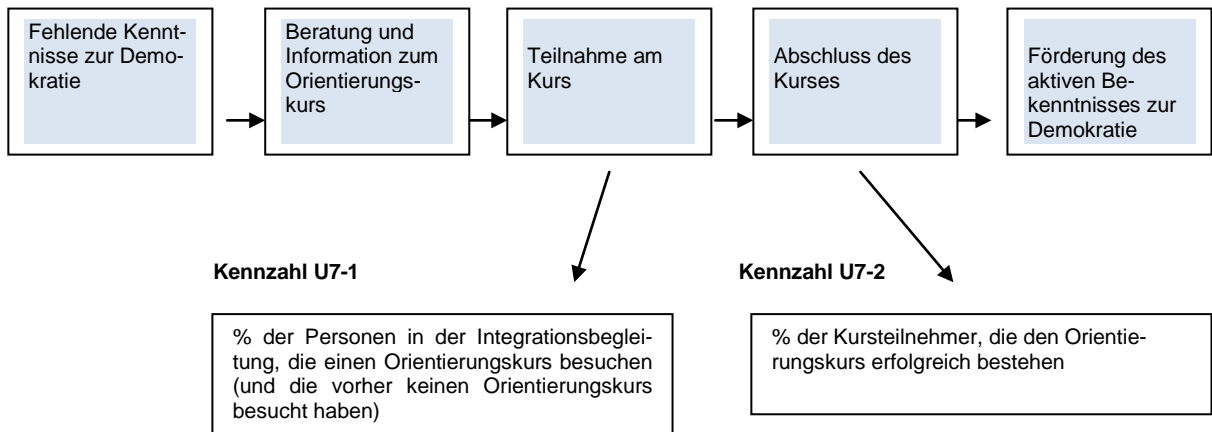 Fehlende Kennt-
nisse zur Demo-
kratie
Beratung und
Information zum
Orientierungs-
kurs
Teilnahme am
Kurs
Abschluss des
Kurses
Förderung des
aktiven Be-
kenntnisses zur
Demokratie
Kennzahl U7-1
% der Personen in der Integrationsbeglei-
tung, die einen Orientierungskurs besuchen
(und die vorher keinen Orientierungskurs
besucht haben)
Kennzahl U7-2
% der Kursteilnehmer, die den Orientie-
rungskurs erfolgreich bestehen